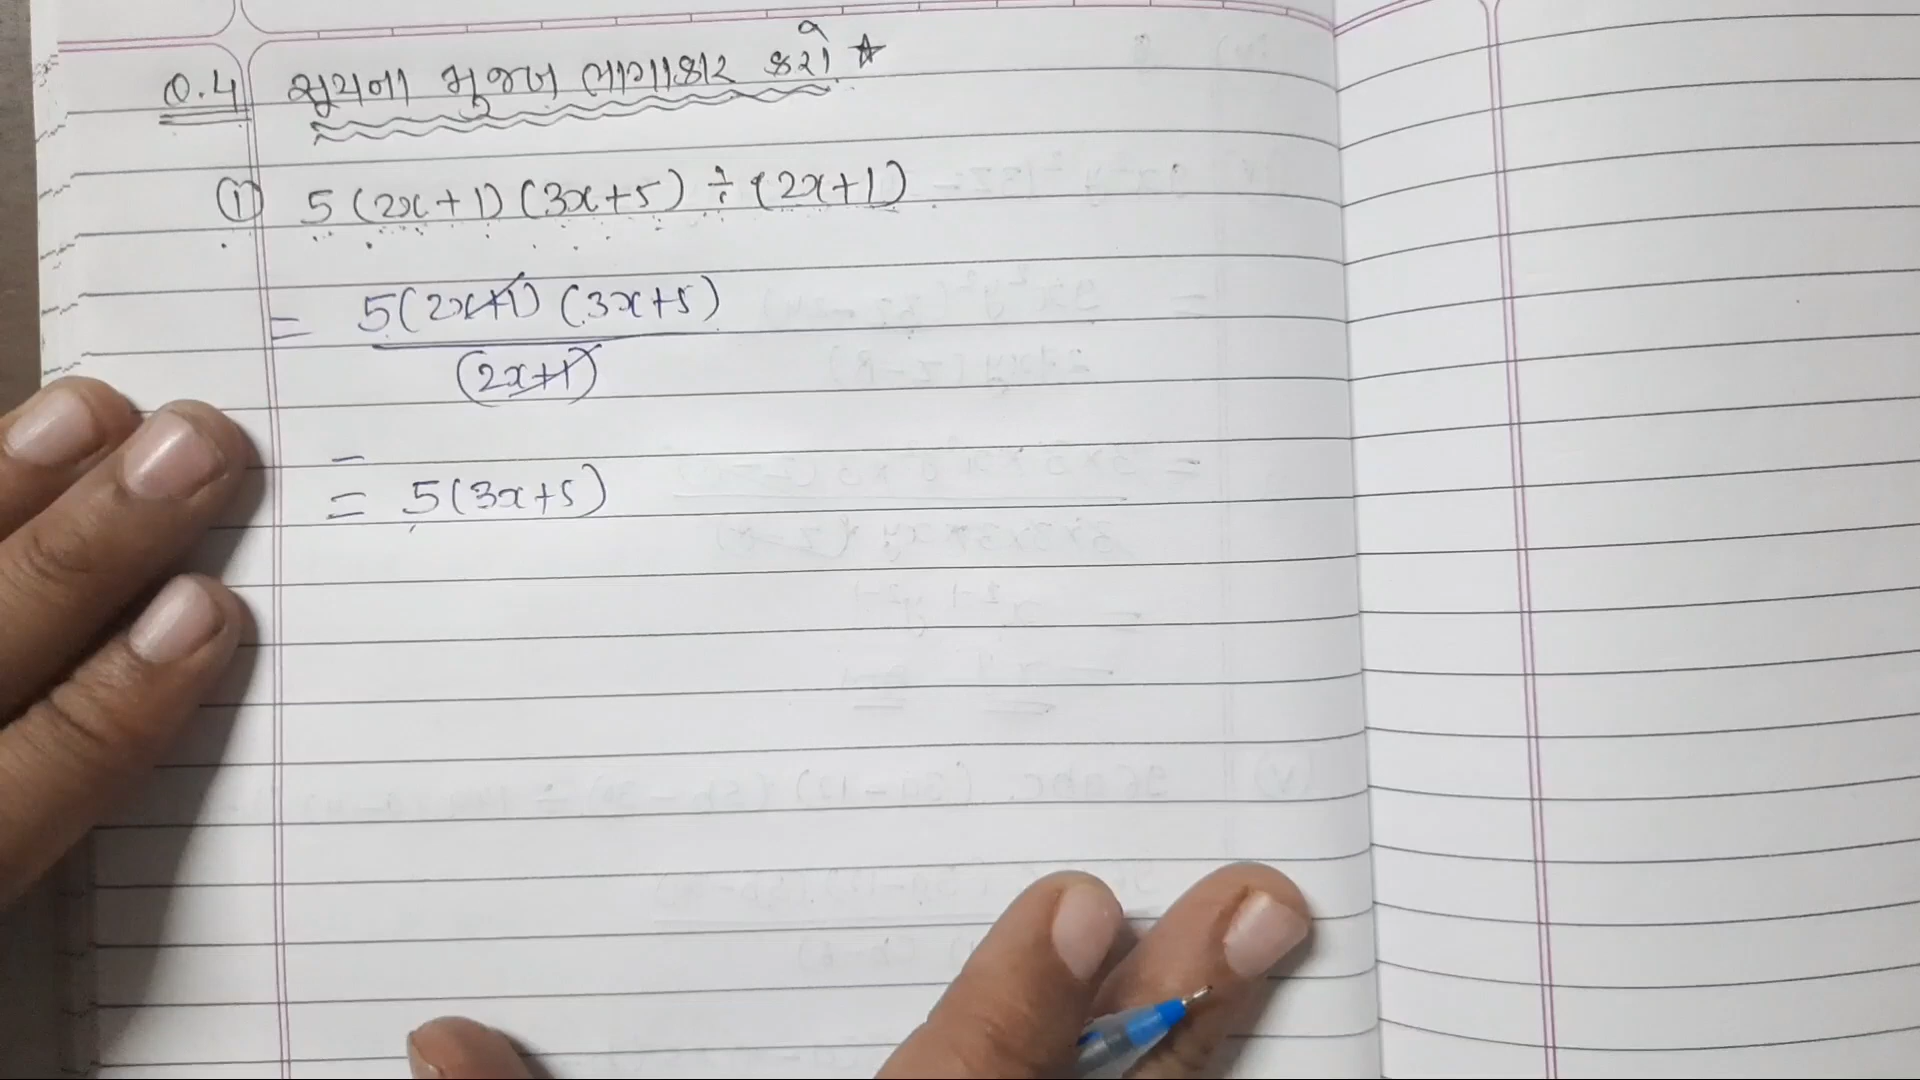 Q.4 સૂચના મુજબ ભાગાકાર કરો ☆
(1) 5(2x+1)(3x+5) ÷ (2x+1)
= 5(2x+1)(3x+5)
(2x+1)
= 5(3x+5)